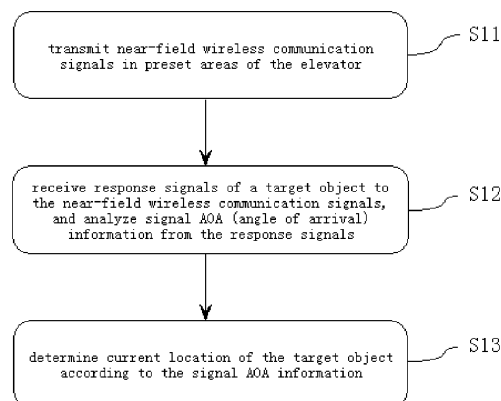 transmit near-field wireless communication
signals in preset areas of the elevator
S11
receive response signals of a target object to
the near-field wireless communication signals,
and analyze signal AOA (angle of arrival)
information from the response signals
S12
determine current location of the target object
according to the signal AOA information
S13